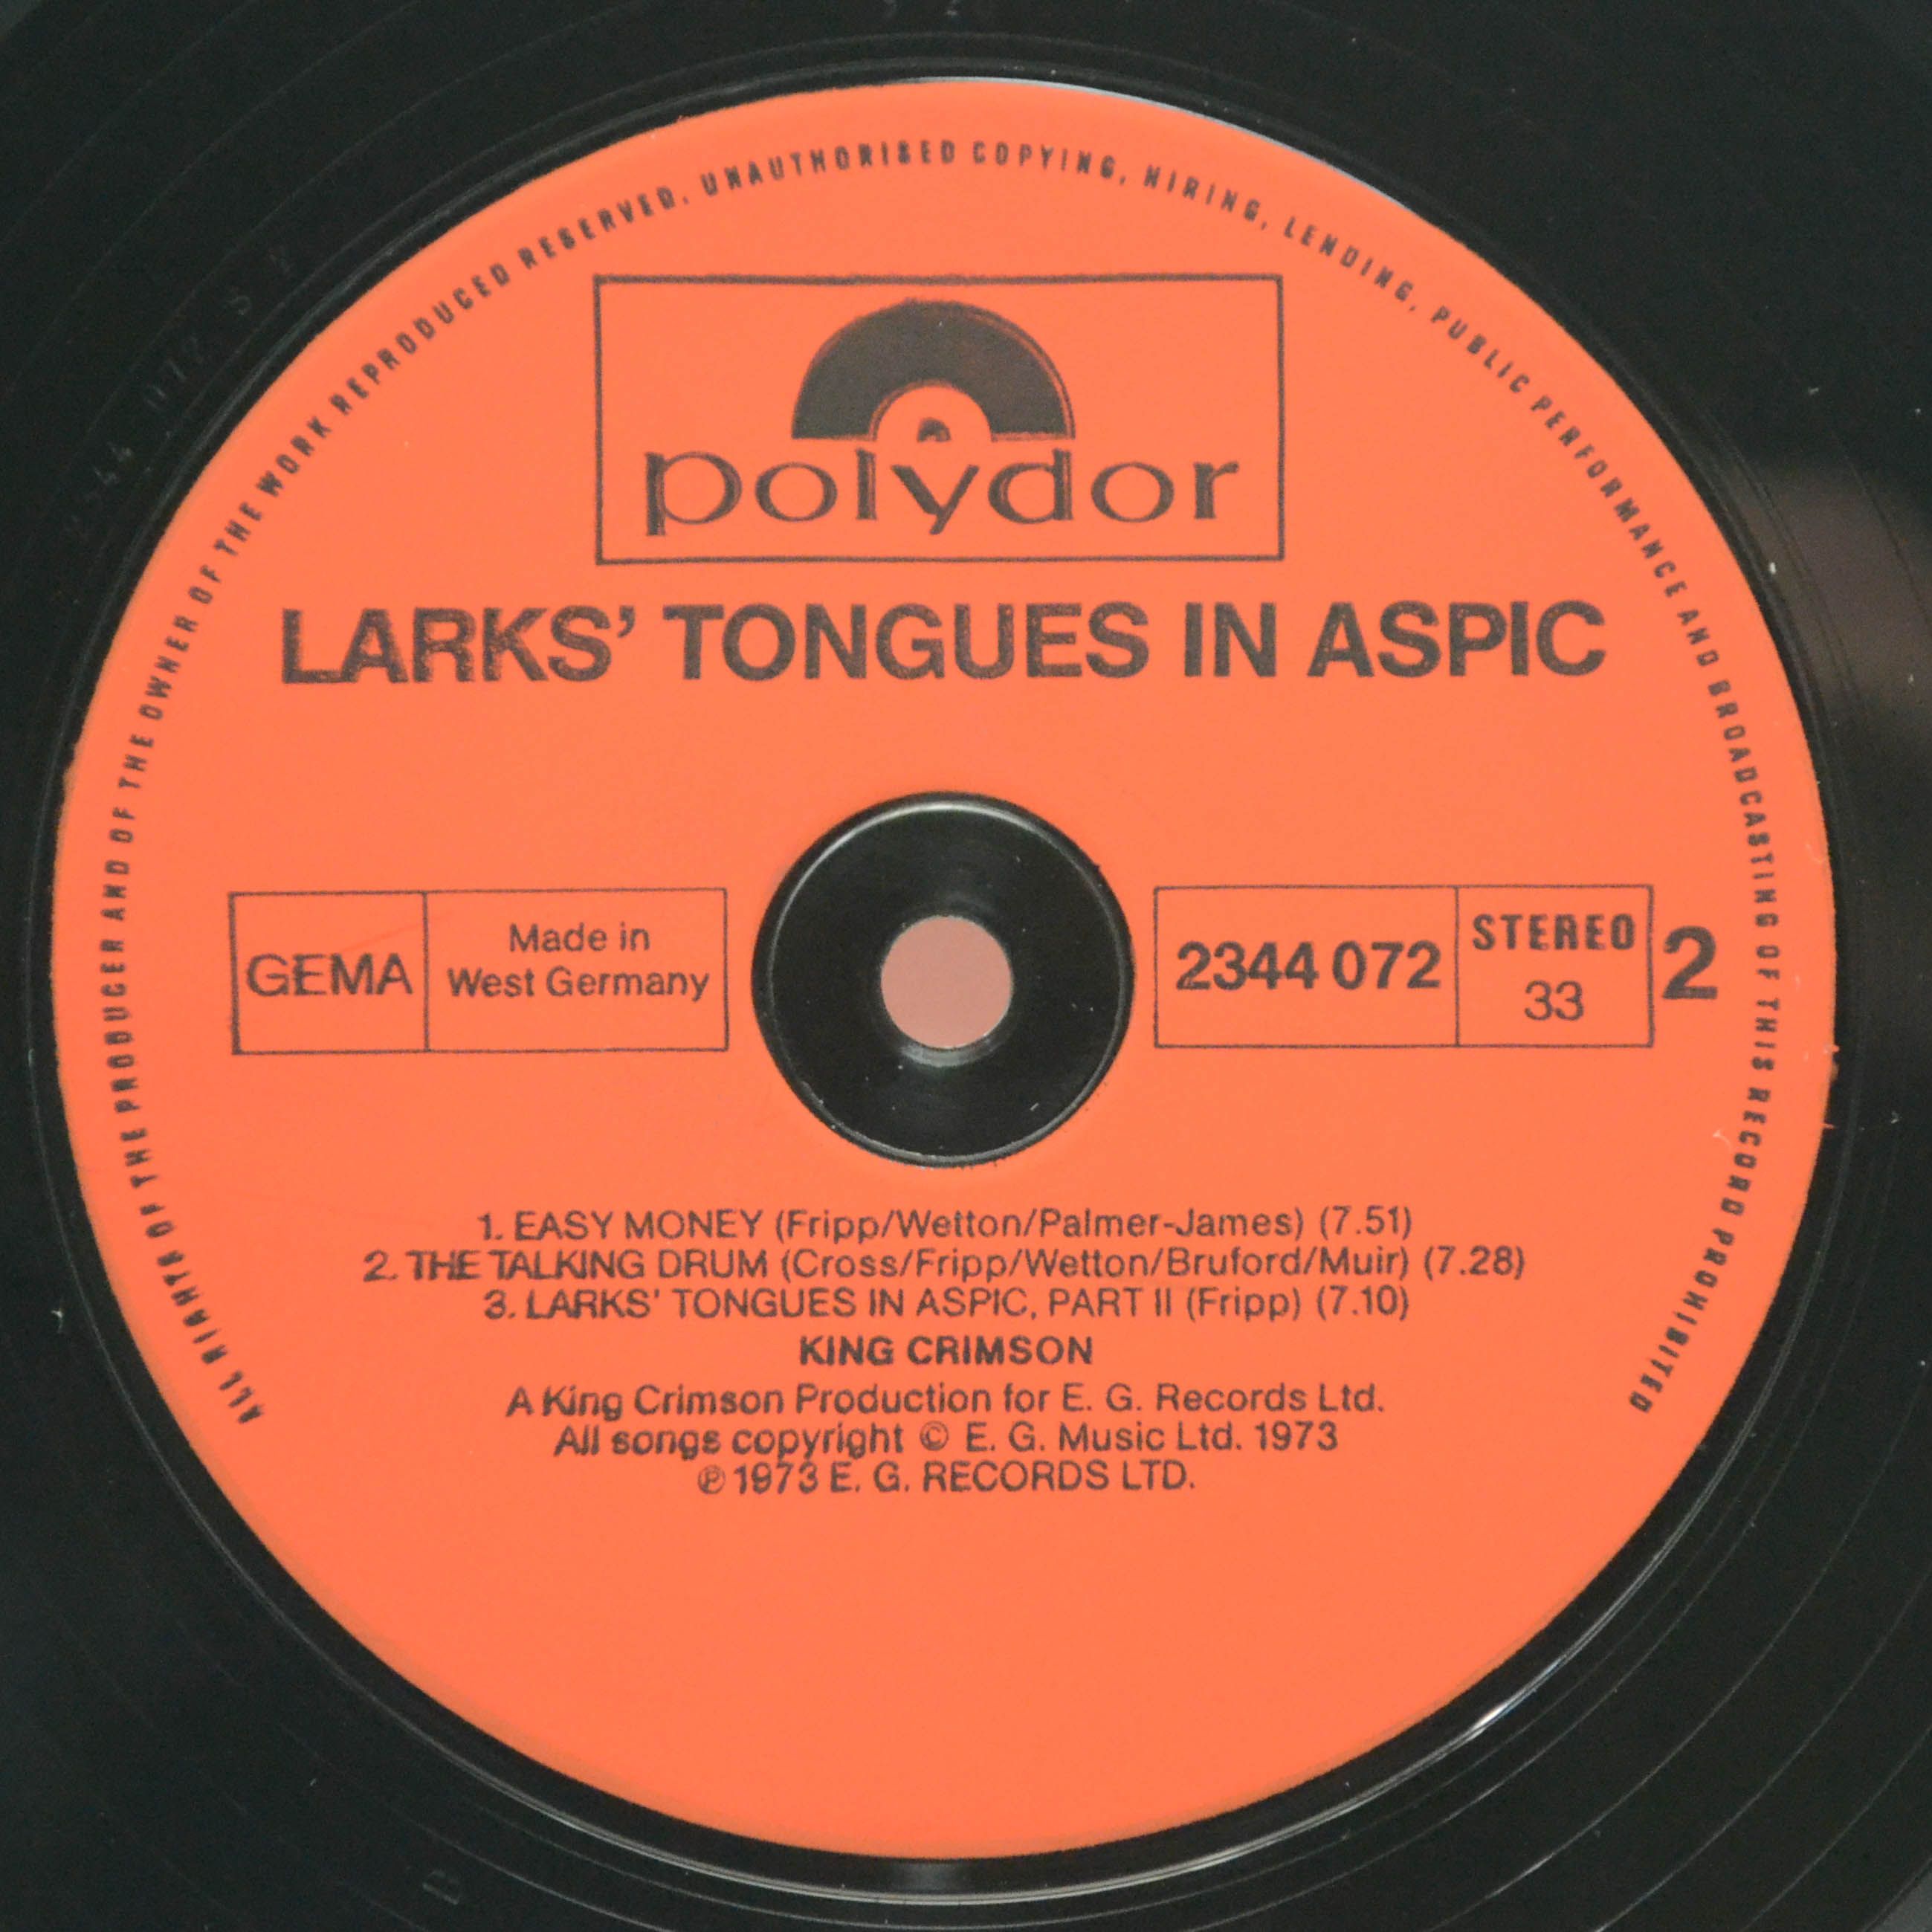 ALL RIGHTS OF THE PRODUCER AND OF THE OWNER OF THE WORK REPRODUCED RESERVED. UNAUTHORISED COPYING, HIRING, LENDING, PUBLIC PERFORMANCE AND BROADCASTING OF THIS RECORD PROHIBITED
polydor
LARKS' TONGUES IN ASPIC
GEMA
Made in
West Germany
2344 072
STEREO
33
2
1. EASY MONEY (Fripp/Wetton/Palmer-James) (7.51)
2. THE TALKING DRUM (Cross/Fripp/Wetton/Bruford/Muir) (7.28)
3. LARKS' TONGUES IN ASPIC, PART II (Fripp) (7.10)
KING CRIMSON
A King Crimson Production for E. G. Records Ltd.
All songs copyright © E. G. Music Ltd. 1973
℗ 1973 E. G. RECORDS LTD.